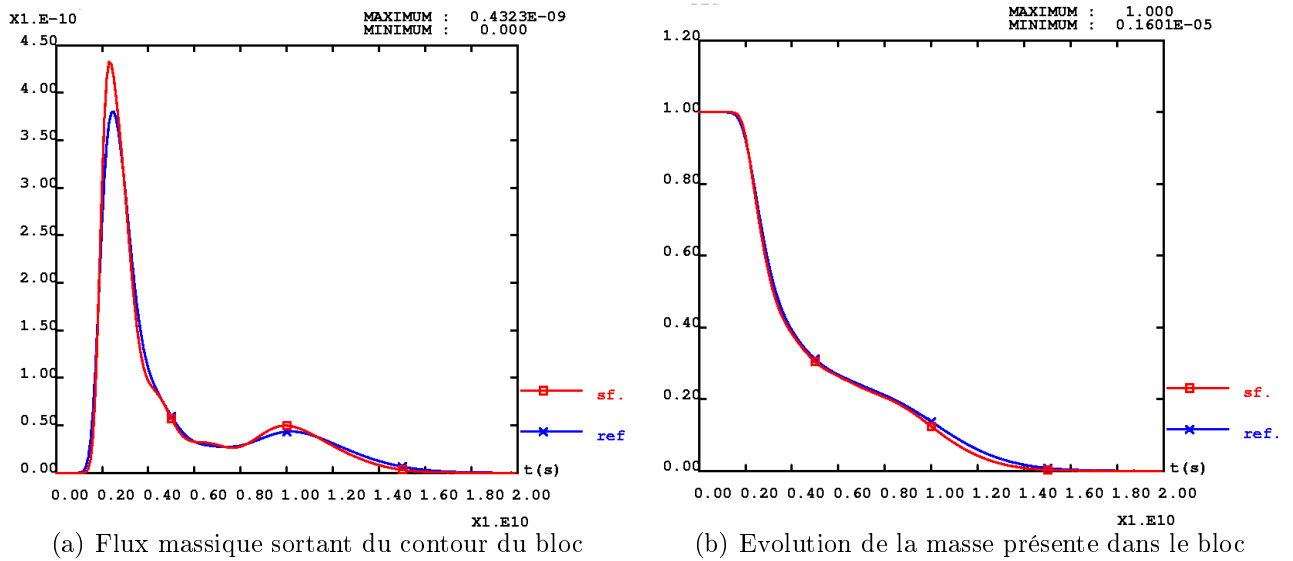 X1.E-10
MAXIMUM : 0.4323E-09
MINIMUM : 0.000
4.50
4.00
3.50
3.00
2.50
2.00
1.50
1.00
0.50
0.00
0.00 0.20 0.40 0.60 0.80 1.00 1.20 1.40 1.60 1.80 2.00
t(s)
X1.E10
sf.
ref
(a) Flux massique sortant du contour du bloc
MAXIMUM : 1.000
MINIMUM : 0.1601E-05
1.20
1.00
0.80
0.60
0.40
0.20
0.00
0.00 0.20 0.40 0.60 0.80 1.00 1.20 1.40 1.60 1.80 2.00
t(s)
X1.E10
sf.
ref.
(b) Evolution de la masse présente dans le bloc